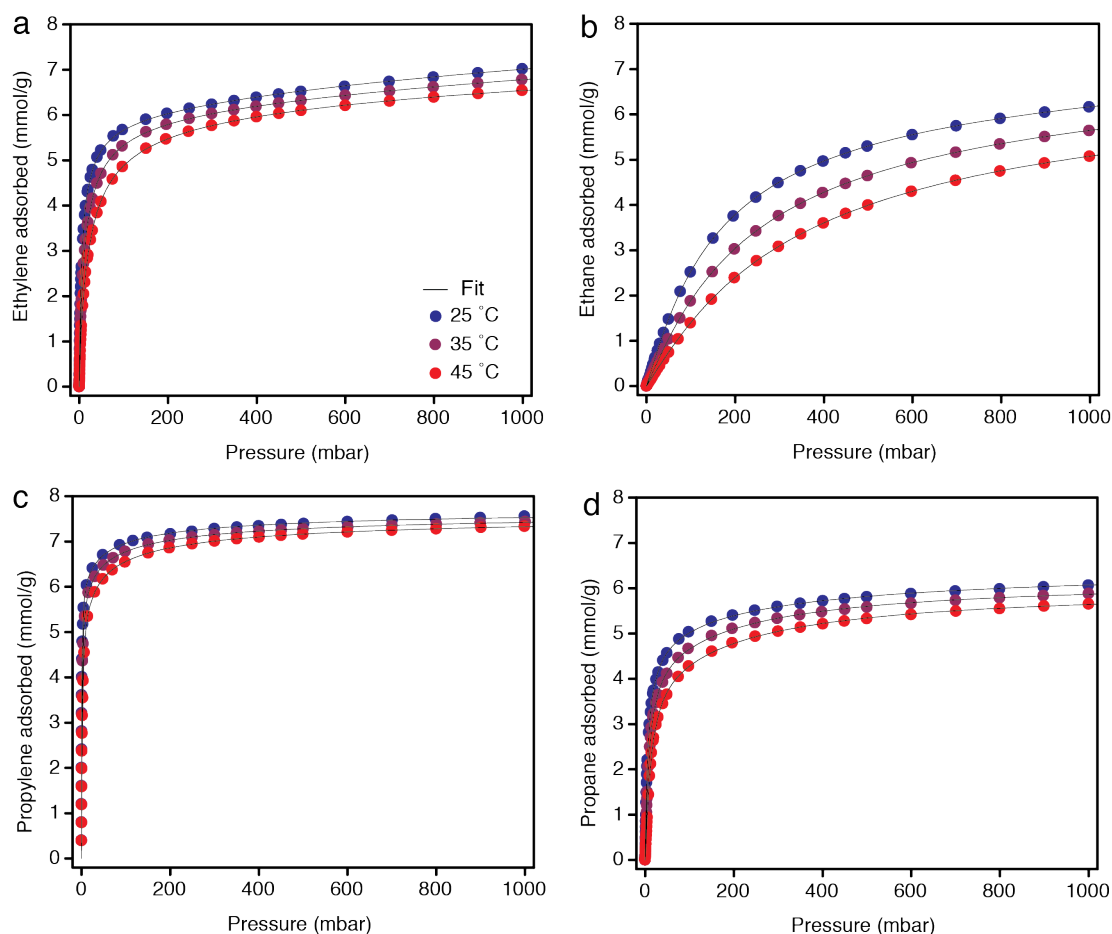 a
8
7
6
5
4
3
2
1
0
Ethylene adsorbed (mmol/g)
Fit
25 °C
35 °C
45 °C
0 200 400 600 800 1000
Pressure (mbar)
b
8
7
6
5
4
3
2
1
0
Ethane adsorbed (mmol/g)
0 200 400 600 800 1000
Pressure (mbar)
c
8
7
6
5
4
3
2
1
0
Propylene adsorbed (mmol/g)
0 200 400 600 800 1000
Pressure (mbar)
d
8
7
6
5
4
3
2
1
0
Propane adsorbed (mmol/g)
0 200 400 600 800 1000
Pressure (mbar)